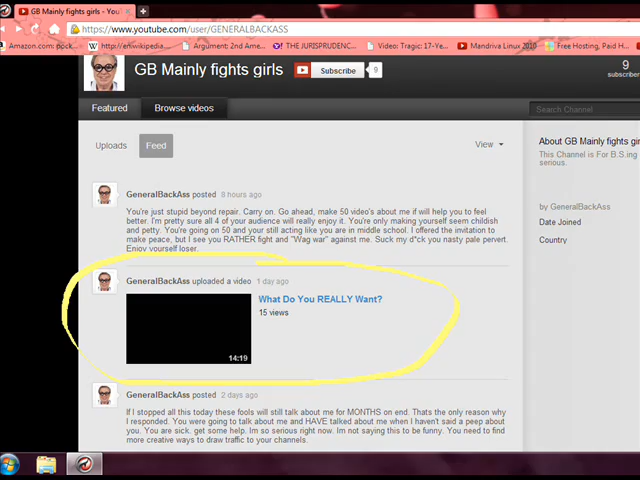 GB Mainly fights girls - YouT
https://www.youtube.com/user/GENERALBACKASS
Amazon.com: pock...
http://en.wikipedia...
Argument: 2nd Ame...
THE JURISPRUDENC...
Video: Tragic: 17-Ye...
Mandriva Linux 2010
Free Hosting, Paid H...
GB Mainly fights girls
Subscribe
9
9
subscriber
Featured
Browse videos
Search Channel
Uploads
Feed
View
About GB Mainly fights gir
This Channel is For B.S.ing
serious.
by GeneralBackAss
Date Joined
Country
GeneralBackAss posted 8 hours ago
You're just stupid beyond repair. Carry on. Go ahead, make 50 video's about me if will help you to feel
better. I'm pretty sure all 4 of your audience will really enjoy it. You're only making yourself seem childish
and petty. You're going on 50 and your still acting like you are in middle school. I offered the invitation to
make peace, but I see you RATHER fight and "Wag war" against me. Suck my d*ck you nasty pale pervert.
Enjoy yourself loser.
GeneralBackAss uploaded a video 1 day ago
What Do You REALLY Want?
15 views
14:19
GeneralBackAss posted 2 days ago
If I stopped all this today these fools will still talk about me for MONTHS on end. Thats the only reason why
I responded. You were going to talk about me and HAVE talked about me when I haven't said a peep about
you. You are sick. get some help. Im so serious right now. Im not saying this to be funny. You need to find
more creative ways to draw traffic to your channels.